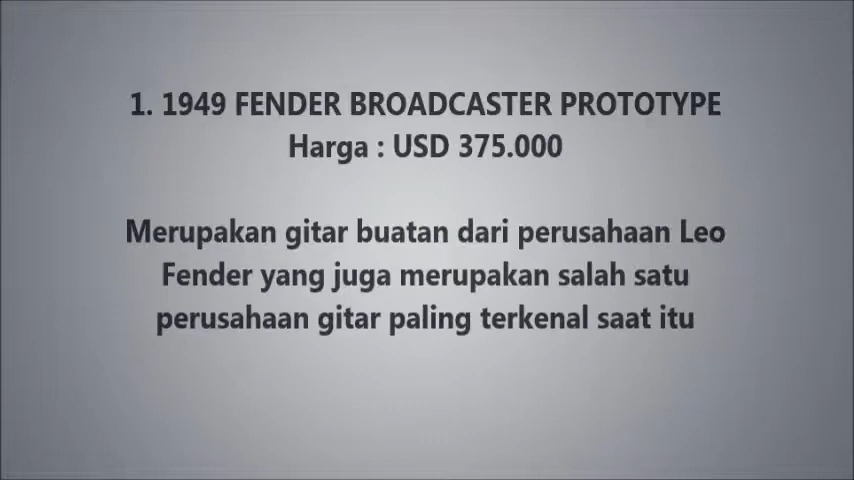 1. 1949 FENDER BROADCASTER PROTOTYPE
Harga : USD 375.000
Merupakan gitar buatan dari perusahaan Leo
Fender yang juga merupakan salah satu
perusahaan gitar paling terkenal saat itu